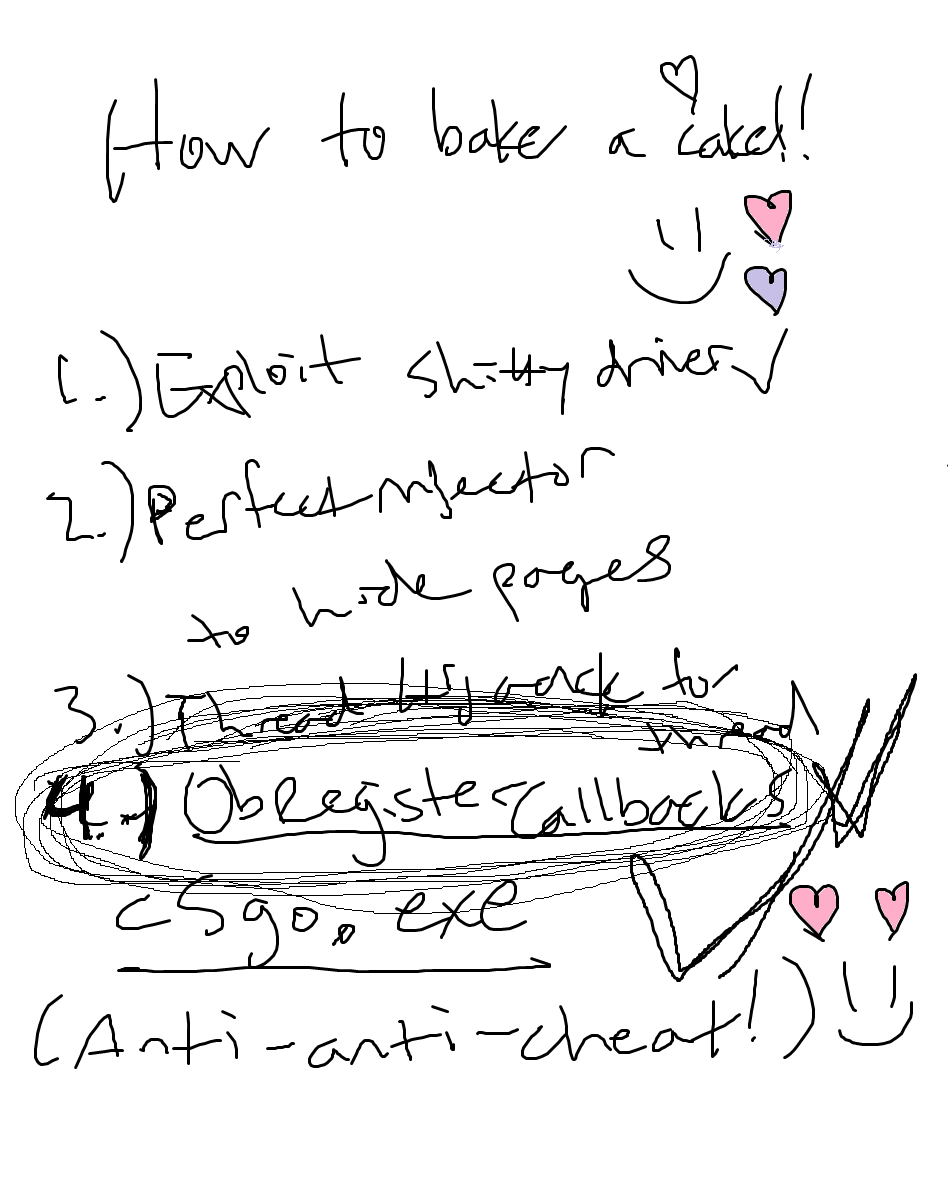 How to bake a cake!!
1.) Exploit shitty driver
2.) Perfect injector
to hide pages
3.) Thread hijack to
thread
4.) ObRegisterCallbacks
csgo.exe
(Anti-anti-cheat!)